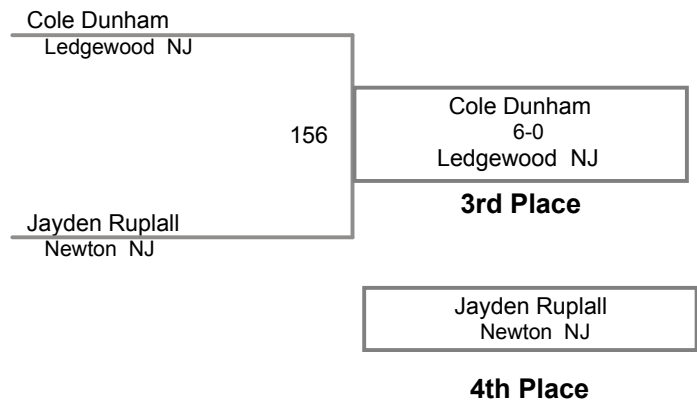 Cole Dunham
Ledgewood NJ
156
Cole Dunham
6-0
Ledgewood NJ
3rd Place
Jayden Ruplall
Newton NJ
Jayden Ruplall
Newton NJ
4th Place